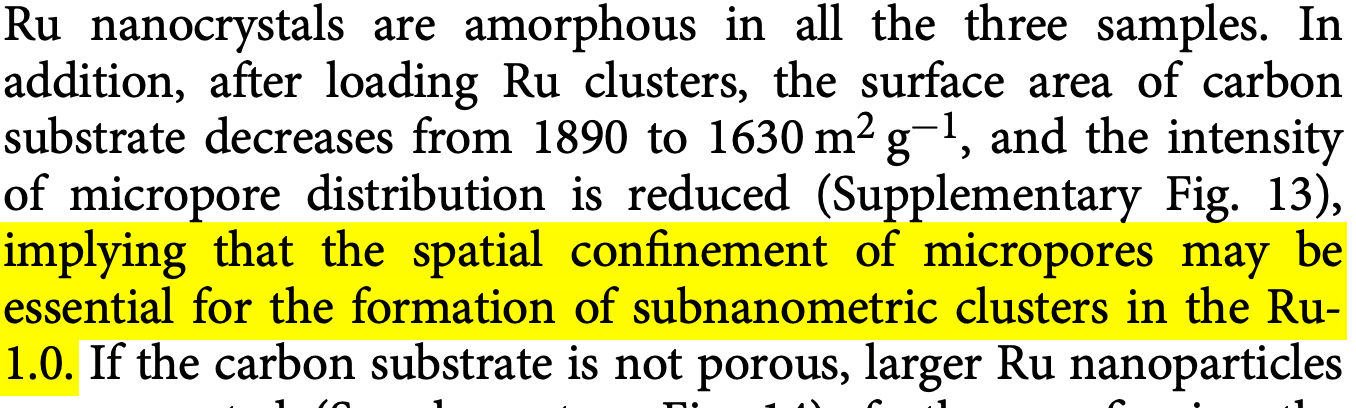 Ru nanocrystals are amorphous in all the three samples. In
addition, after loading Ru clusters, the surface area of carbon
substrate decreases from 1890 to 1630 m² g⁻¹, and the intensity
of micropore distribution is reduced (Supplementary Fig. 13),
implying that the spatial confinement of micropores may be
essential for the formation of subnanometric clusters in the Ru-
1.0. If the carbon substrate is not porous, larger Ru nanoparticles